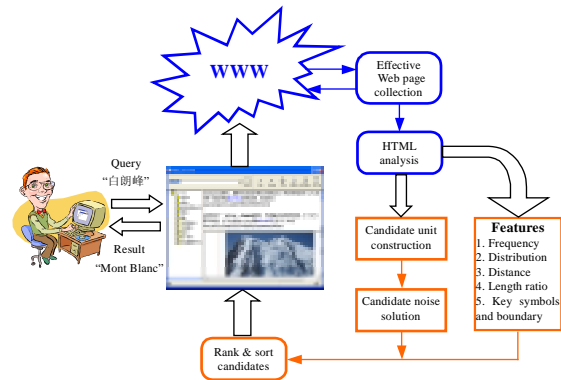 WWW
Effective
Web page
collection
HTML
analysis
Query
“白朗峰”
Result
“Mont Blanc”
Candidate unit
construction
Candidate noise
solution
Features
1. Frequency
2. Distribution
3. Distance
4. Length ratio
5. Key symbols
and boundary
Rank & sort
candidates